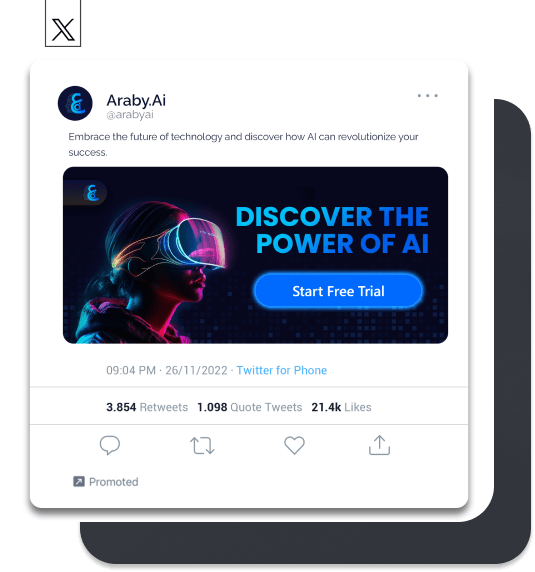 Araby.Ai
@arabyai
Embrace the future of technology and discover how AI can revolutionize your
success.
DISCOVER THE
POWER OF AI
Start Free Trial
09:04 PM · 26/11/2022 · Twitter for Phone
3.854 Retweets 1.098 Quote Tweets 21.4k Likes
Promoted